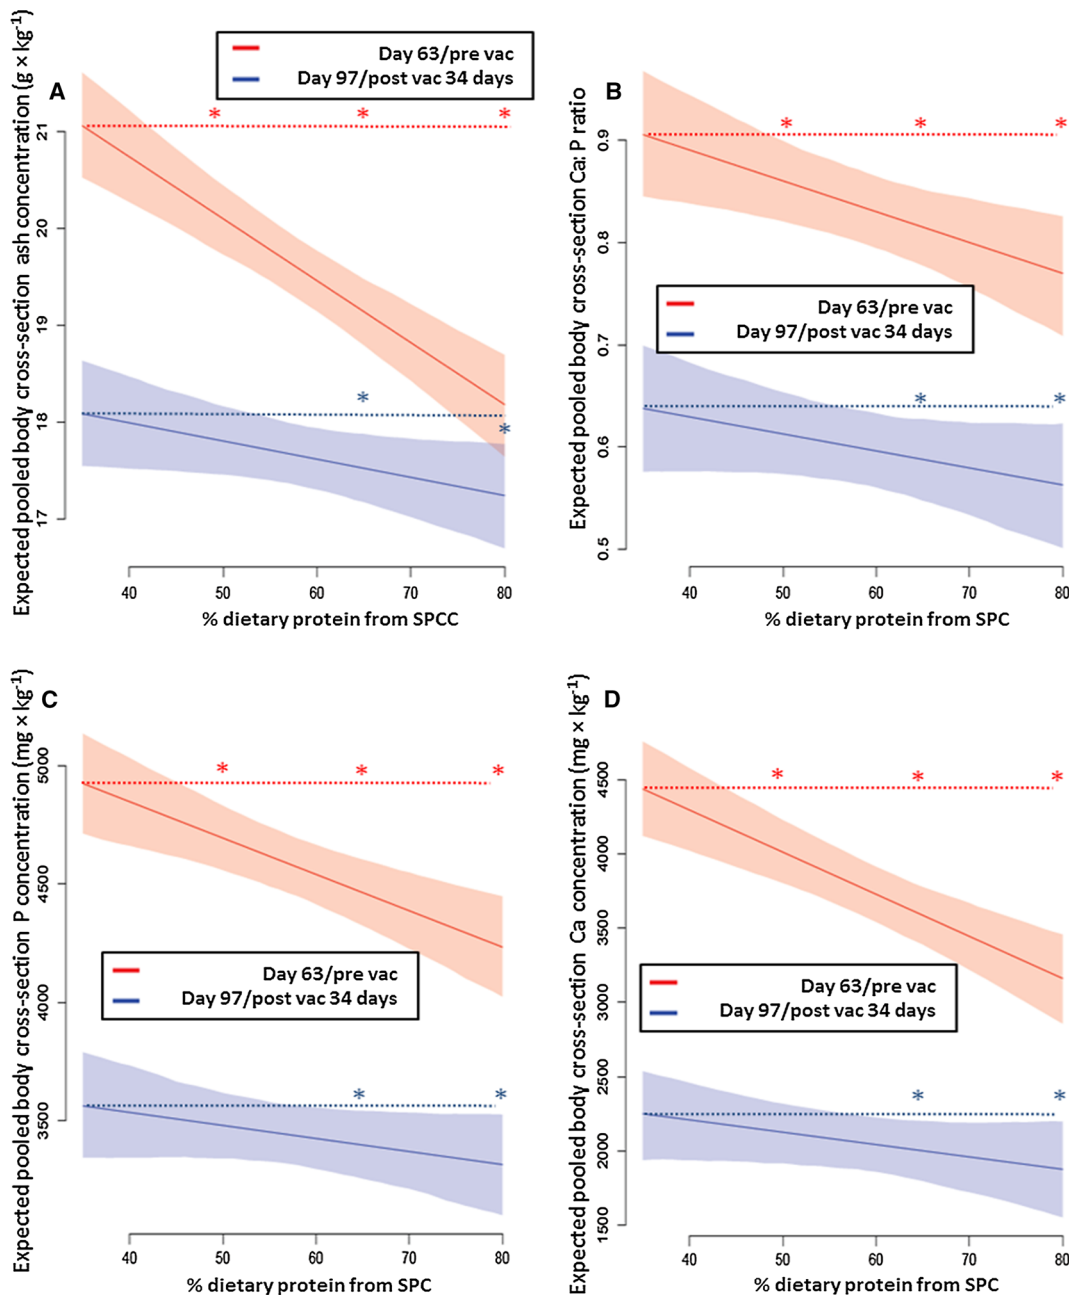 A
Expected pooled body cross-section ash concentration (g × kg⁻¹)
Day 63/pre vac
Day 97/post vac 34 days
* * *
*
*
21
20
19
18
17
40 50 60 70 80
% dietary protein from SPCC
B
Expected pooled body cross-section Ca: P ratio
* * *
Day 63/pre vac
Day 97/post vac 34 days
* *
0.9
0.8
0.7
0.6
0.5
40 50 60 70 80
% dietary protein from SPC
C
Expected pooled body cross-section P concentration (mg × kg⁻¹)
* * *
Day 63/pre vac
Day 97/post vac 34 days
* *
5000
4500
4000
3500
40 50 60 70 80
% dietary protein from SPC
D
Expected pooled body cross-section Ca concentration (mg × kg⁻¹)
* * *
Day 63/pre vac
Day 97/post vac 34 days
* *
4500
4000
3500
3000
2500
2000
1500
40 50 60 70 80
% dietary protein from SPC